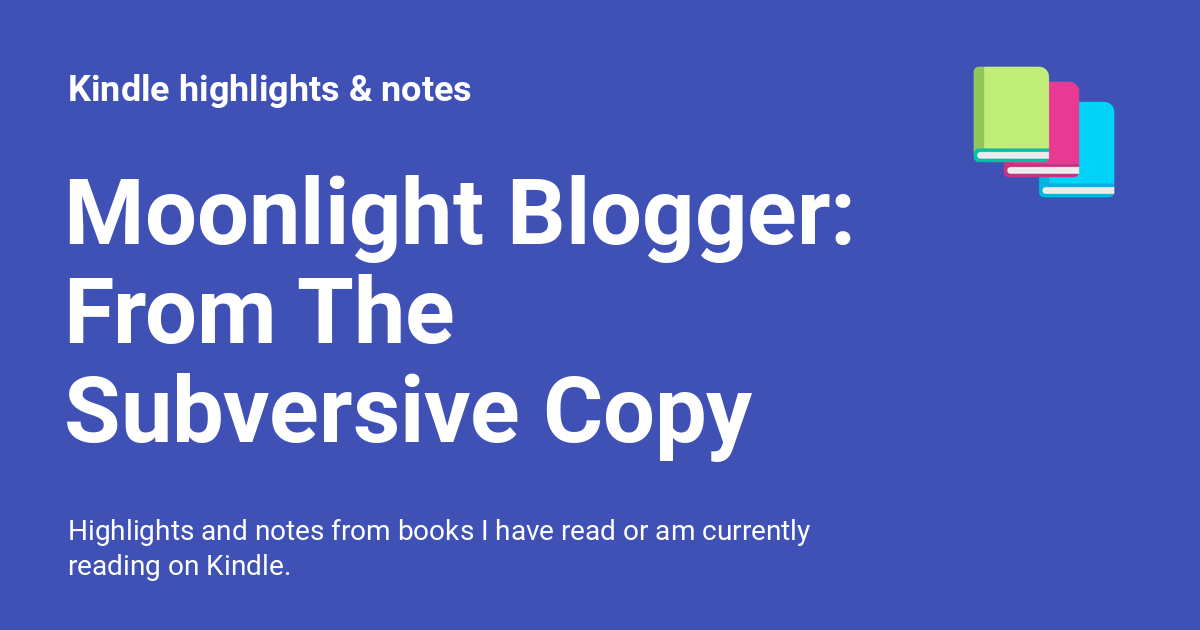 Kindle highlights & notes
Moonlight Blogger:
From The
Subversive Copy
Highlights and notes from books I have read or am currently
reading on Kindle.